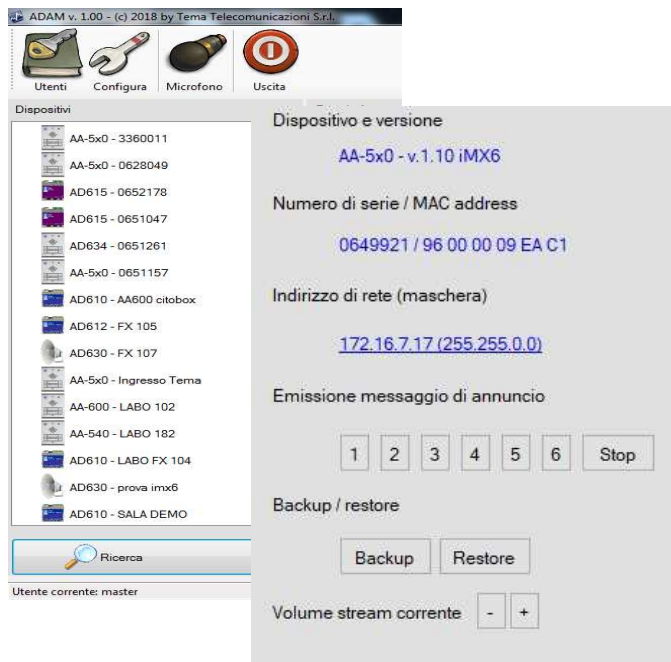 ADAM v. 1.00 - (c) 2018 by Tema Telecomunicazioni S.r.l.
Utenti Configura Microfono Uscita
Dispositivi
AA-5x0 - 3360011
AA-5x0 - 0628049
AD615 - 0652178
AD615 - 0651047
AD634 - 0651261
AA-5x0 - 0651157
AD610 - AA600 citobox
AD612 - FX 105
AD630 - FX 107
AA-5x0 - Ingresso Tema
AA-600 - LABO 102
AA-540 - LABO 182
AD610 - LABO FX 104
AD630 - prova imx6
AD610 - SALA DEMO
Ricerca
Utente corrente: master
Dispositivo e versione
AA-5x0 - v.1.10 iMX6
Numero di serie / MAC address
0649921 / 96 00 00 09 EA C1
Indirizzo di rete (maschera)
172.16.7.17 (255.255.0.0)
Emissione messaggio di annuncio
1 2 3 4 5 6 Stop
Backup / restore
Backup Restore
Volume stream corrente - +